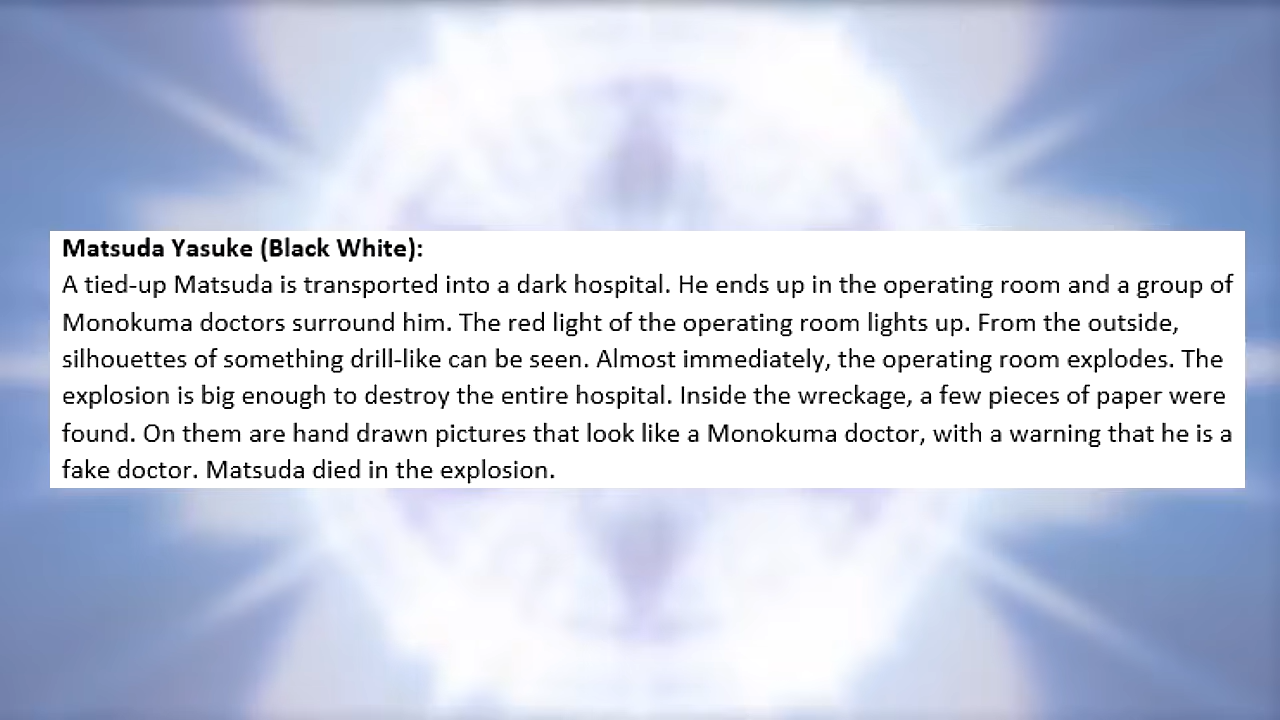 Matsuda Yasuke (Black White):
A tied-up Matsuda is transported into a dark hospital. He ends up in the operating room and a group of
Monokuma doctors surround him. The red light of the operating room lights up. From the outside,
silhouettes of something drill-like can be seen. Almost immediately, the operating room explodes. The
explosion is big enough to destroy the entire hospital. Inside the wreckage, a few pieces of paper were
found. On them are hand drawn pictures that look like a Monokuma doctor, with a warning that he is a
fake doctor. Matsuda died in the explosion.